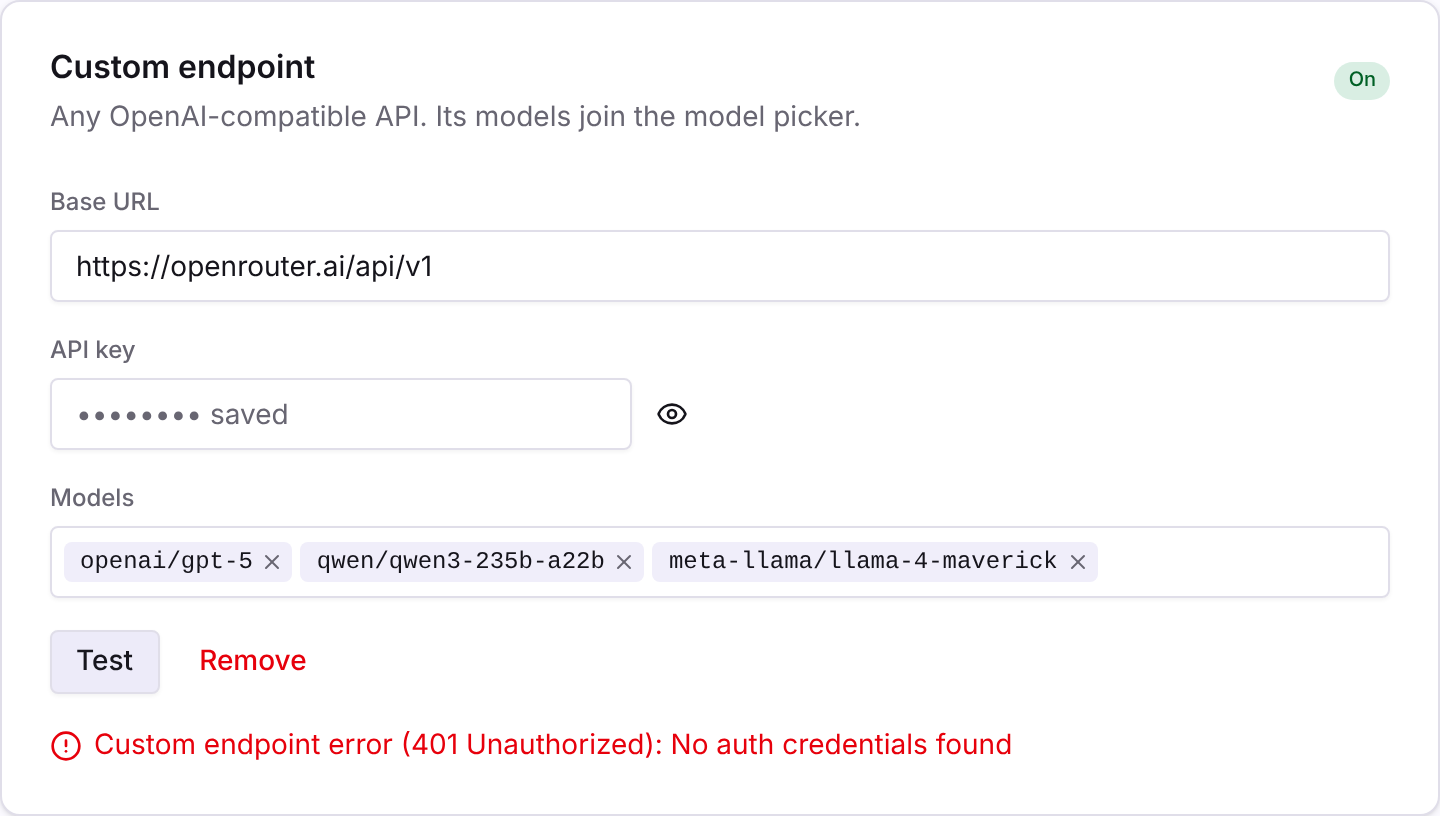 Custom endpoint
On
Any OpenAI-compatible API. Its models join the model picker.
Base URL
https://openrouter.ai/api/v1
API key
•••••••• saved
Models
openai/gpt-5 × qwen/qwen3-235b-a22b × meta-llama/llama-4-maverick ×
Test Remove
Custom endpoint error (401 Unauthorized): No auth credentials found